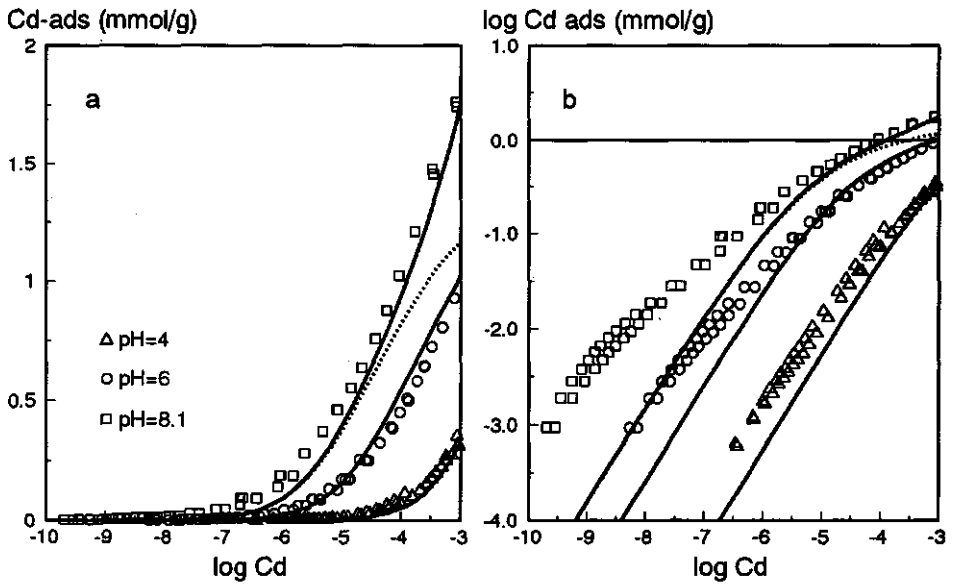 Cd-ads (mmol/g)
2
1.5
1
0.5
0
a
△ pH=4
○ pH=6
□ pH=8.1
-10 -9 -8 -7 -6 -5 -4 -3
log Cd
log Cd ads (mmol/g)
1.0
0.0
-1.0
-2.0
-3.0
-4.0
b
-10 -9 -8 -7 -6 -5 -4 -3
log Cd